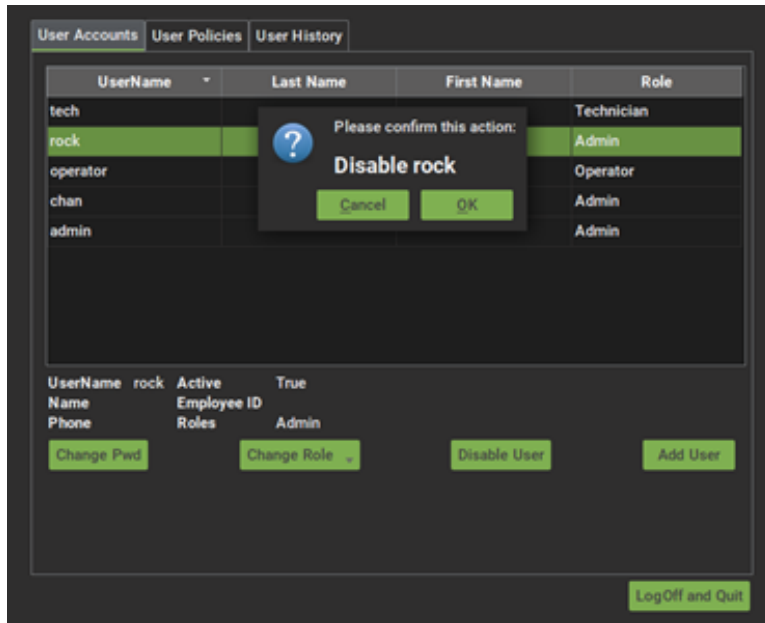 User Accounts User Policies User History
UserName Last Name First Name Role
tech Technician
Please confirm this action:
rock Admin
Disable rock
operator Operator
chan Admin
Cancel OK
admin Admin
UserName rock Active True
Name Employee ID
Phone Roles Admin
Change Pwd Change Role Disable User Add User
LogOff and Quit